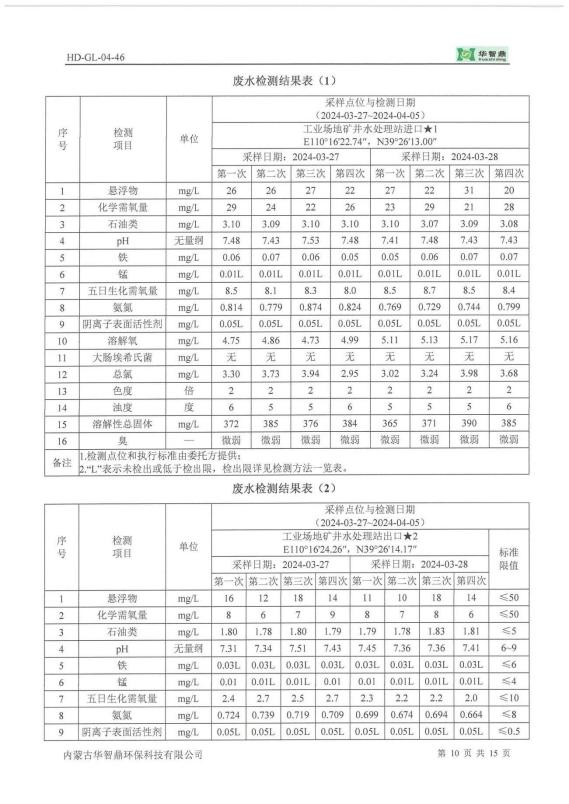 HD-GL-04-46
华智鼎
Huazhiding
废水检测结果表（1）
序号 检测项目 单位 采样点位与检测日期
（2024-03-27~2024-04-05）
工业场地矿井水处理站进口★1
E110°16′22.74″，N39°26′13.00″
采样日期：2024-03-27 采样日期：2024-03-28
第一次 第二次 第三次 第四次 第一次 第二次 第三次 第四次
1 悬浮物 mg/L 26 26 27 22 27 22 31 20
2 化学需氧量 mg/L 29 24 22 26 23 29 21 28
3 石油类 mg/L 3.10 3.09 3.10 3.10 3.10 3.07 3.09 3.08
4 pH 无量纲 7.48 7.43 7.53 7.48 7.41 7.48 7.43 7.43
5 铁 mg/L 0.06 0.07 0.06 0.05 0.05 0.06 0.07 0.07
6 锰 mg/L 0.01L 0.01L 0.01L 0.01L 0.01L 0.01L 0.01L 0.01L
7 五日生化需氧量 mg/L 8.5 8.1 8.3 8.0 8.5 8.7 8.5 8.4
8 氨氮 mg/L 0.814 0.779 0.874 0.824 0.769 0.729 0.744 0.799
9 阴离子表面活性剂 mg/L 0.05L 0.05L 0.05L 0.05L 0.05L 0.05L 0.05L 0.05L
10 溶解氧 mg/L 4.75 4.86 4.73 4.99 5.11 5.13 5.17 5.16
11 大肠埃希氏菌 mg/L 无 无 无 无 无 无 无 无
12 总氯 mg/L 3.30 3.73 3.94 2.95 3.02 3.24 3.98 3.68
13 色度 倍 2 2 2 2 2 2 2 2
14 浊度 度 6 5 5 6 5 5 5 6
15 溶解性总固体 mg/L 372 385 376 384 365 371 390 385
16 臭 — 微弱 微弱 微弱 微弱 微弱 微弱 微弱 微弱
备注 1.检测点位和执行标准由委托方提供；
2.“L”表示未检出或低于检出限，检出限详见检测方法一览表。
废水检测结果表（2）
序号 检测项目 单位 采样点位与检测日期
（2024-03-27~2024-04-05）
工业场地矿井水处理站出口★2
E110°16′24.26″，N39°26′14.17″ 标准限值
采样日期：2024-03-27 采样日期：2024-03-28
第一次 第二次 第三次 第四次 第一次 第二次 第三次 第四次
1 悬浮物 mg/L 16 12 18 14 11 10 18 14 ≤50
2 化学需氧量 mg/L 8 6 7 9 8 7 8 6 ≤50
3 石油类 mg/L 1.80 1.78 1.80 1.79 1.79 1.78 1.83 1.81 ≤5
4 pH 无量纲 7.31 7.34 7.51 7.43 7.45 7.36 7.36 7.41 6~9
5 铁 mg/L 0.03L 0.03L 0.03L 0.03L 0.03L 0.03L 0.03L 0.03L ≤6
6 锰 mg/L 0.01 0.01L 0.01L 0.01 0.01L 0.01L 0.01L 0.01L ≤4
7 五日生化需氧量 mg/L 2.4 2.7 2.5 2.7 2.3 2.2 2.2 2.0 ≤10
8 氨氮 mg/L 0.724 0.739 0.719 0.709 0.699 0.674 0.694 0.664 ≤8
9 阴离子表面活性剂 mg/L 0.05L 0.05L 0.05L 0.05L 0.05L 0.05L 0.05L 0.05L ≤0.5
内蒙古华智鼎环保科技有限公司 第 10 页 共 15 页